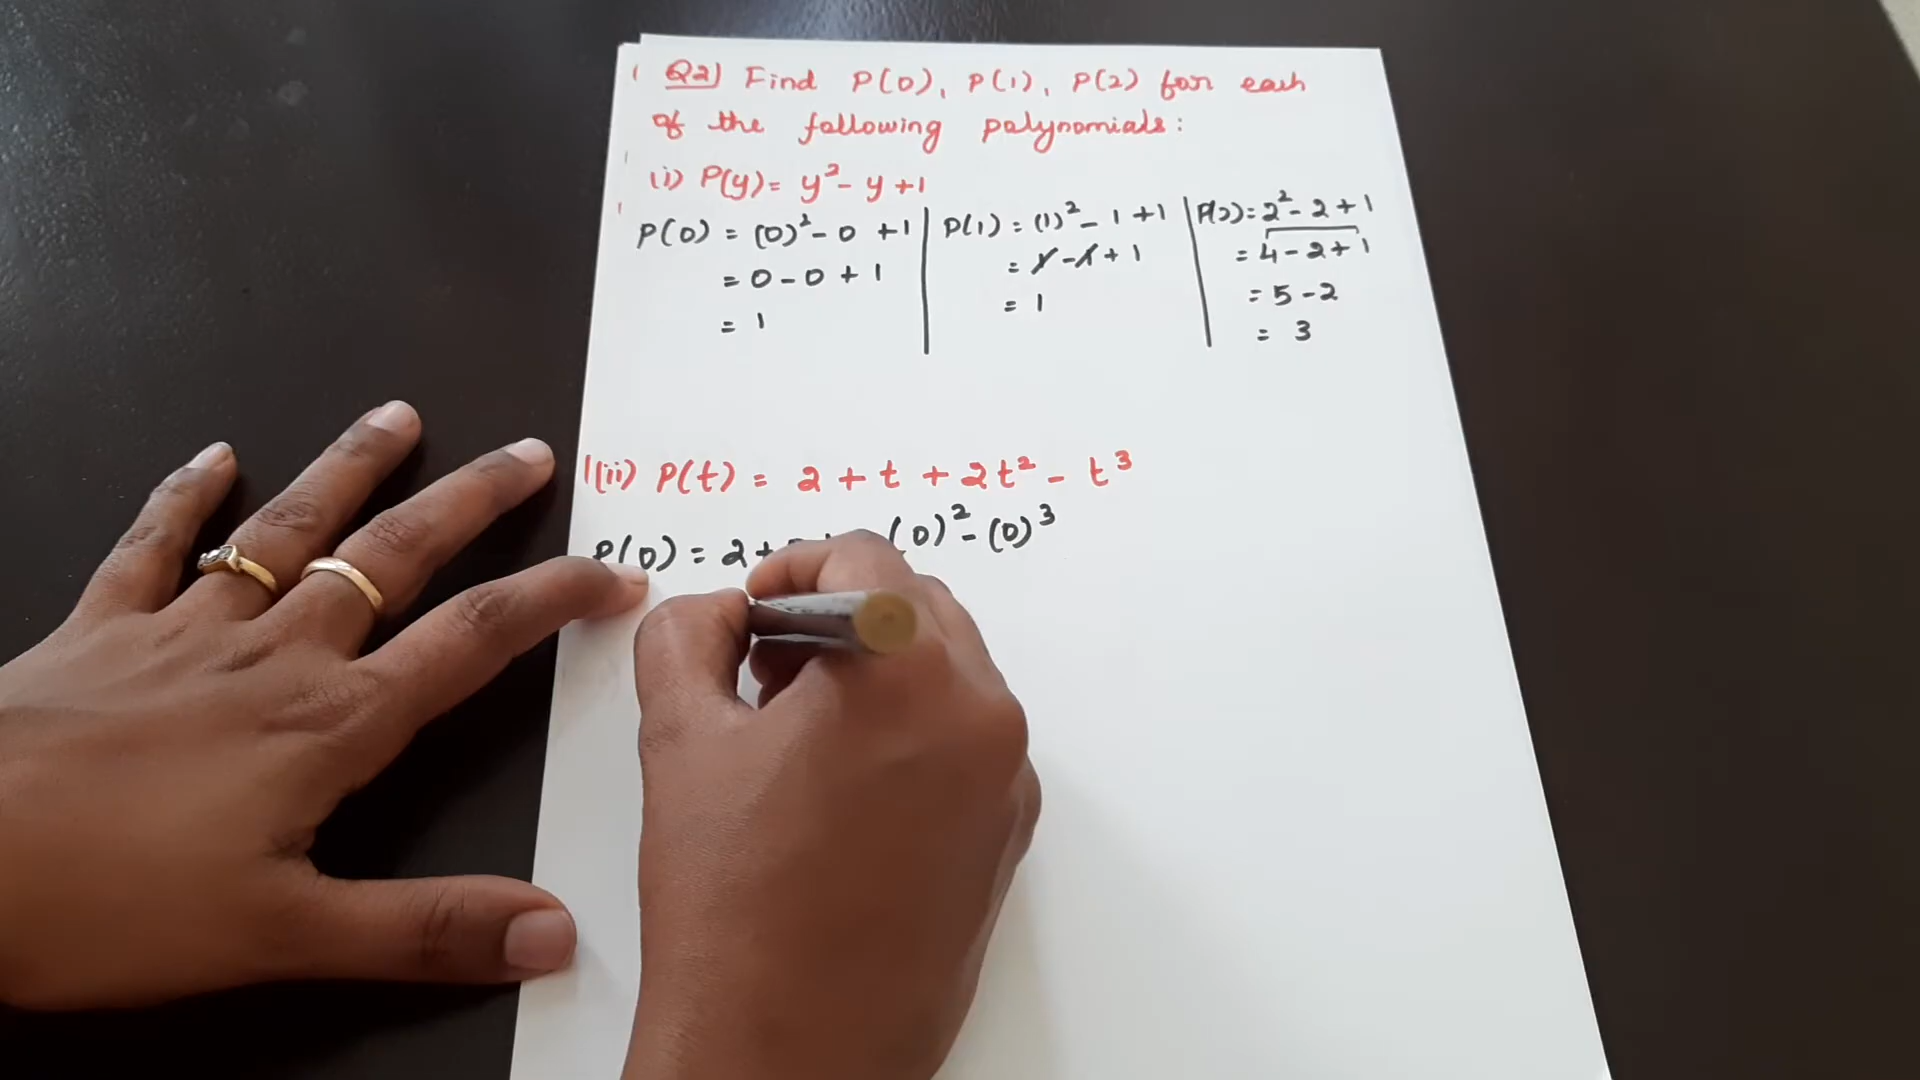 Q2) Find P(0), P(1), P(2) for each
of the following polynomials:
(i) P(y) = y² - y + 1
P(0) = (0)² - 0 + 1
= 0 - 0 + 1
= 1
P(1) = (1)² - 1 + 1
= 1 - 1 + 1
= 1
P(2) = 2² - 2 + 1
= 4 - 2 + 1
= 5 - 2
= 3
(ii) P(t) = 2 + t + 2t² - t³
P(0) = 2 + (0)² - (0)³